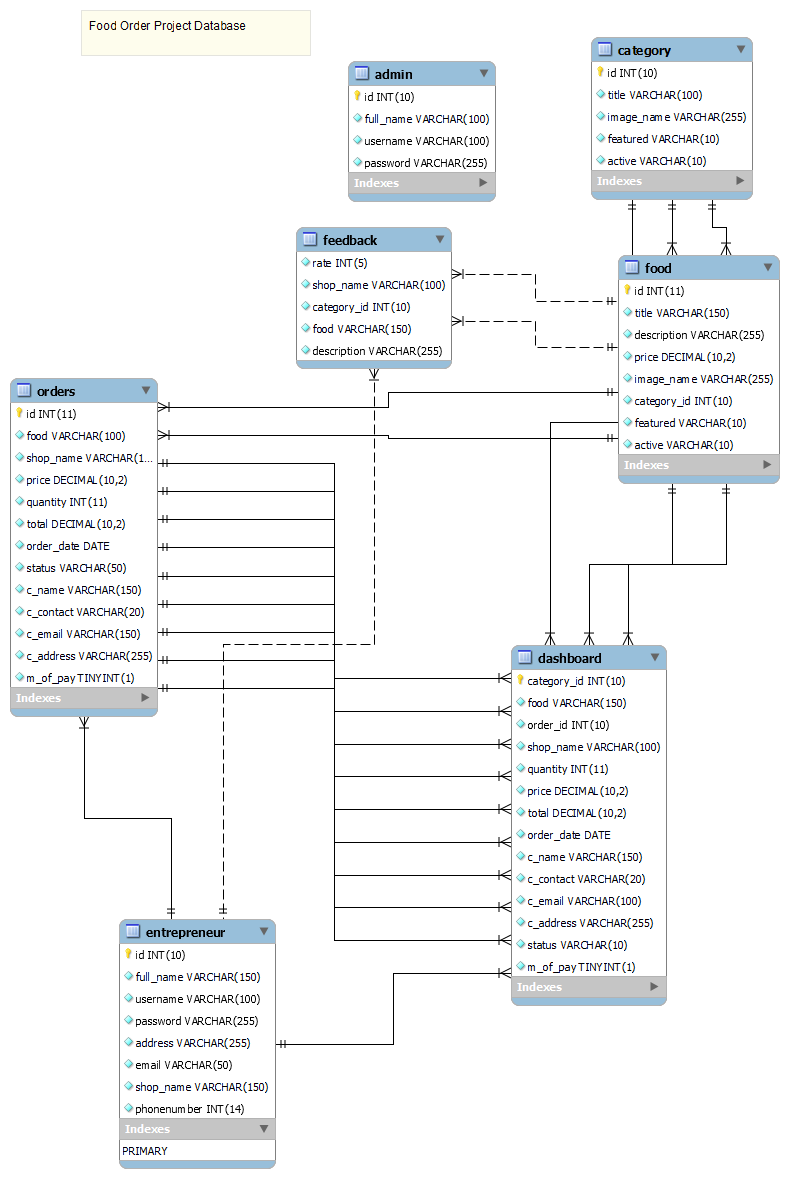 Food Order Project Database
admin
id INT(10)
full_name VARCHAR(100)
username VARCHAR(100)
password VARCHAR(255)
Indexes
category
id INT(10)
title VARCHAR(100)
image_name VARCHAR(255)
featured VARCHAR(10)
active VARCHAR(10)
Indexes
feedback
rate INT(5)
shop_name VARCHAR(100)
category_id INT(10)
food VARCHAR(150)
description VARCHAR(255)
food
id INT(11)
title VARCHAR(150)
description VARCHAR(255)
price DECIMAL(10,2)
image_name VARCHAR(255)
category_id INT(10)
featured VARCHAR(10)
active VARCHAR(10)
Indexes
orders
id INT(11)
food VARCHAR(100)
shop_name VARCHAR(1...
price DECIMAL(10,2)
quantity INT(11)
total DECIMAL(10,2)
order_date DATE
status VARCHAR(50)
c_name VARCHAR(150)
c_contact VARCHAR(20)
c_email VARCHAR(150)
c_address VARCHAR(255)
m_of_pay TINYINT(1)
Indexes
dashboard
category_id INT(10)
food VARCHAR(150)
order_id INT(10)
shop_name VARCHAR(100)
quantity INT(11)
price DECIMAL(10,2)
total DECIMAL(10,2)
order_date DATE
c_name VARCHAR(150)
c_contact VARCHAR(20)
c_email VARCHAR(100)
c_address VARCHAR(255)
status VARCHAR(10)
m_of_pay TINYINT(1)
Indexes
entrepreneur
id INT(10)
full_name VARCHAR(150)
username VARCHAR(100)
password VARCHAR(255)
address VARCHAR(255)
email VARCHAR(50)
shop_name VARCHAR(150)
phonenumber INT(14)
Indexes
PRIMARY